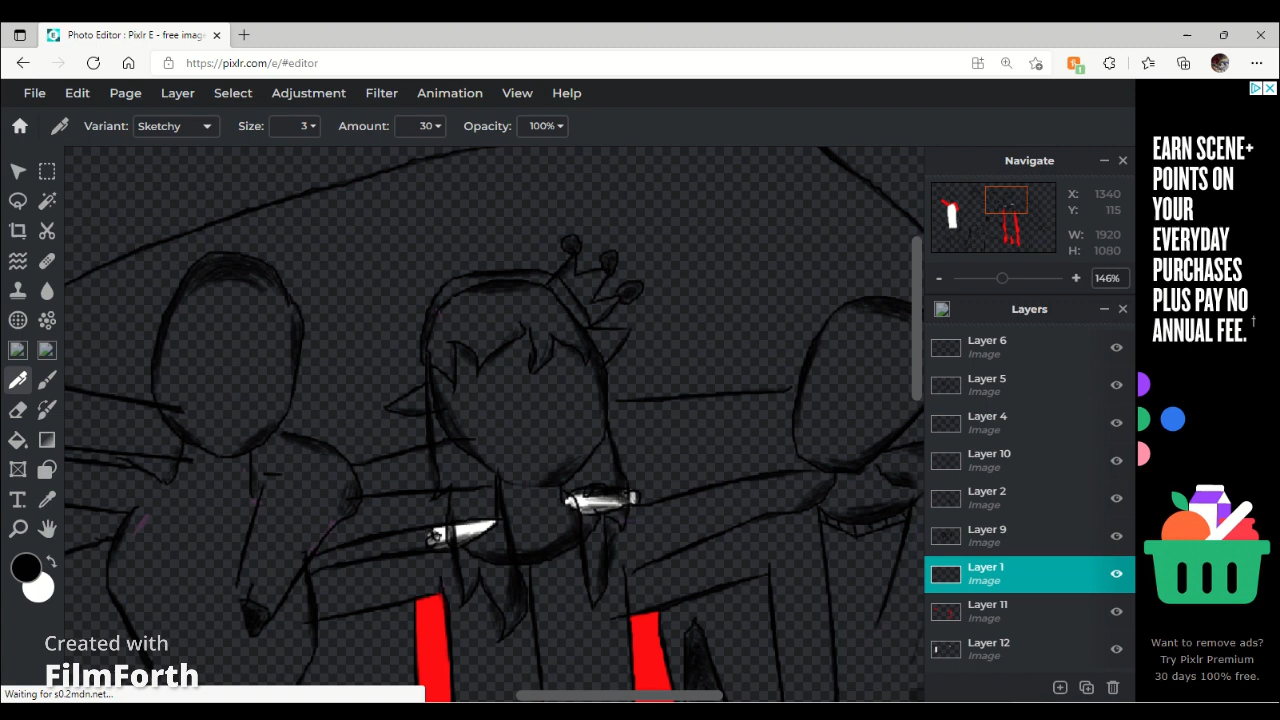 Photo Editor : Pixlr E - free imag
https://pixlr.com/e/#editor
File Edit Page Layer Select Adjustment Filter Animation View Help
Variant: Sketchy Size: 3 Amount: 30 Opacity: 100%
Navigate
X: 1340
Y: 115
W: 1920
H: 1080
146%
Layers
Layer 6
Image
Layer 5
Image
Layer 4
Image
Layer 10
Image
Layer 2
Image
Layer 9
Image
Layer 1
Image
Layer 11
Image
Layer 12
Image
EARN SCENE+
POINTS ON
YOUR
EVERYDAY
PURCHASES
PLUS PAY NO
ANNUAL FEE. †
Want to remove ads?
Try Pixlr Premium
30 days 100% free.
Created with
FilmForth
Waiting for s0.2mdn.net...